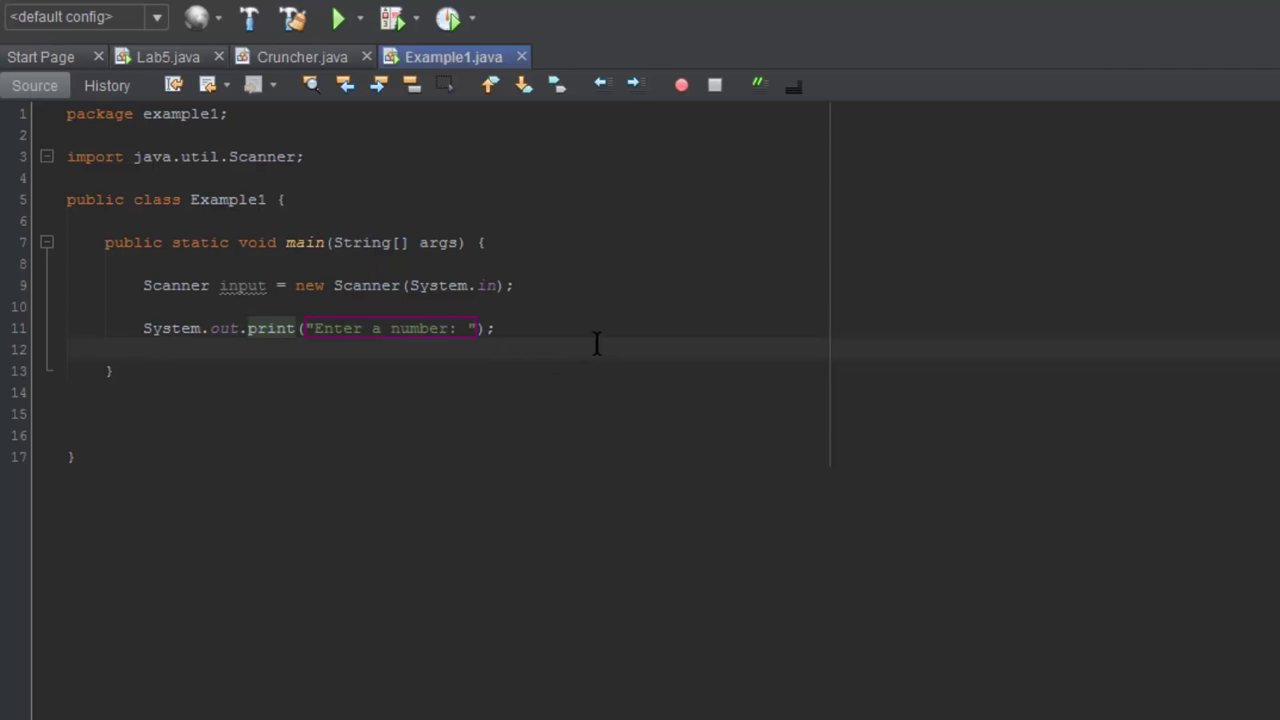 <default config>
Start Page Lab5.java Cruncher.java Example1.java
Source History
1 package example1;
2
3 import java.util.Scanner;
4
5 public class Example1 {
6
7 public static void main(String[] args) {
8
9 Scanner input = new Scanner(System.in);
10
11 System.out.print("Enter a number: ");
12
13 }
14
15
16
17 }